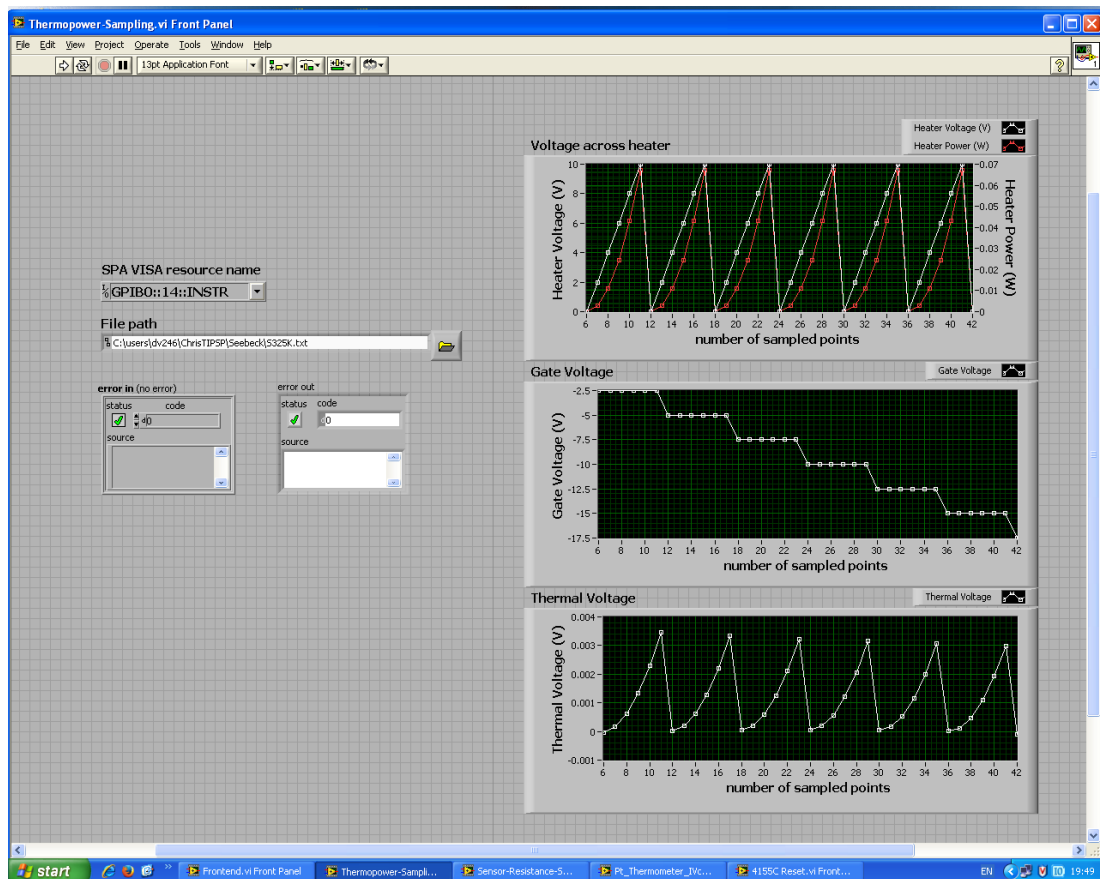 Thermopower-Sampling.vi Front Panel
File Edit View Project Operate Tools Window Help
13pt Application Font
1
SPA VISA resource name
GPIB0::14::INSTR
File path
C:\users\dv246\ChrisTIPSP\Seebeck\S325K.txt
error in (no error)
status code
d0
source
error out
status code
d0
source
Heater Voltage (V)
Heater Power (W)
Voltage across heater
Heater Voltage (V)
10
8
6
4
2
0
0.07
0.06
0.05
0.04
0.03
0.02
0.01
0
Heater Power (W)
6 8 10 12 14 16 18 20 22 24 26 28 30 32 34 36 38 40 42
number of sampled points
Gate Voltage
Gate Voltage
Gate Voltage (V)
-2.5
-5
-7.5
-10
-12.5
-15
-17.5
6 8 10 12 14 16 18 20 22 24 26 28 30 32 34 36 38 40 42
number of sampled points
Thermal Voltage
Thermal Voltage
Thermal Voltage (V)
0.004
0.003
0.002
0.001
0
-0.001
6 8 10 12 14 16 18 20 22 24 26 28 30 32 34 36 38 40 42
number of sampled points
start
Frontend.vi Front Panel
Thermopower-Sampli...
Sensor-Resistance-S...
Pt_Thermometer_IVc...
4155C Reset.vi Front...
EN
19:49